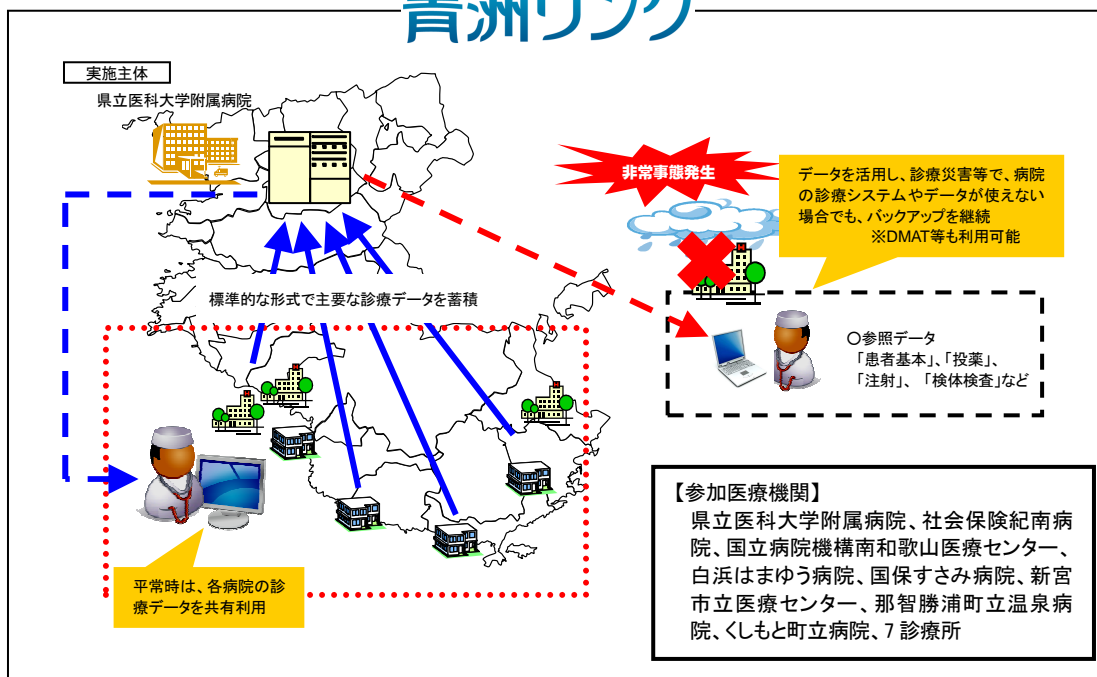 青洲リンク
実施主体
県立医科大学附属病院
非常事態発生
データを活用し、診療災害等で、病院
の診療システムやデータが使えない
場合でも、バックアップを継続
※DMAT等も利用可能
標準的な形式で主要な診療データを蓄積
○参照データ
「患者基本」、「投薬」、
「注射」、「検体検査」など
平常時は、各病院の診
療データを共有利用
【参加医療機関】
県立医科大学附属病院、社会保険紀南病
院、国立病院機構南和歌山医療センター、
白浜はまゆう病院、国保すさみ病院、新宮
市立医療センター、那智勝浦町立温泉病
院、くしもと町立病院、7診療所